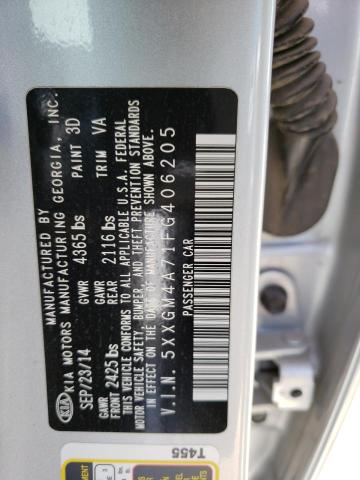 MANUFACTURED BY
KIA MOTORS MANUFACTURING GEORGIA, INC.
KIA
SEP/23/14 GVWR 4365 lbs PAINT 3D
GAWR FRONT 2425 lbs GAWR REAR 2116 lbs TRIM VA
THIS VEHICLE CONFORMS TO ALL APPLICABLE U.S.A. FEDERAL
MOTOR VEHICLE SAFETY, BUMPER, AND THEFT PREVENTION STANDARDS
IN EFFECT ON THE DATE OF MANUFACTURE SHOWN ABOVE.
V.I.N. 5XXGM4A71FG406205
PASSENGER CAR
T455